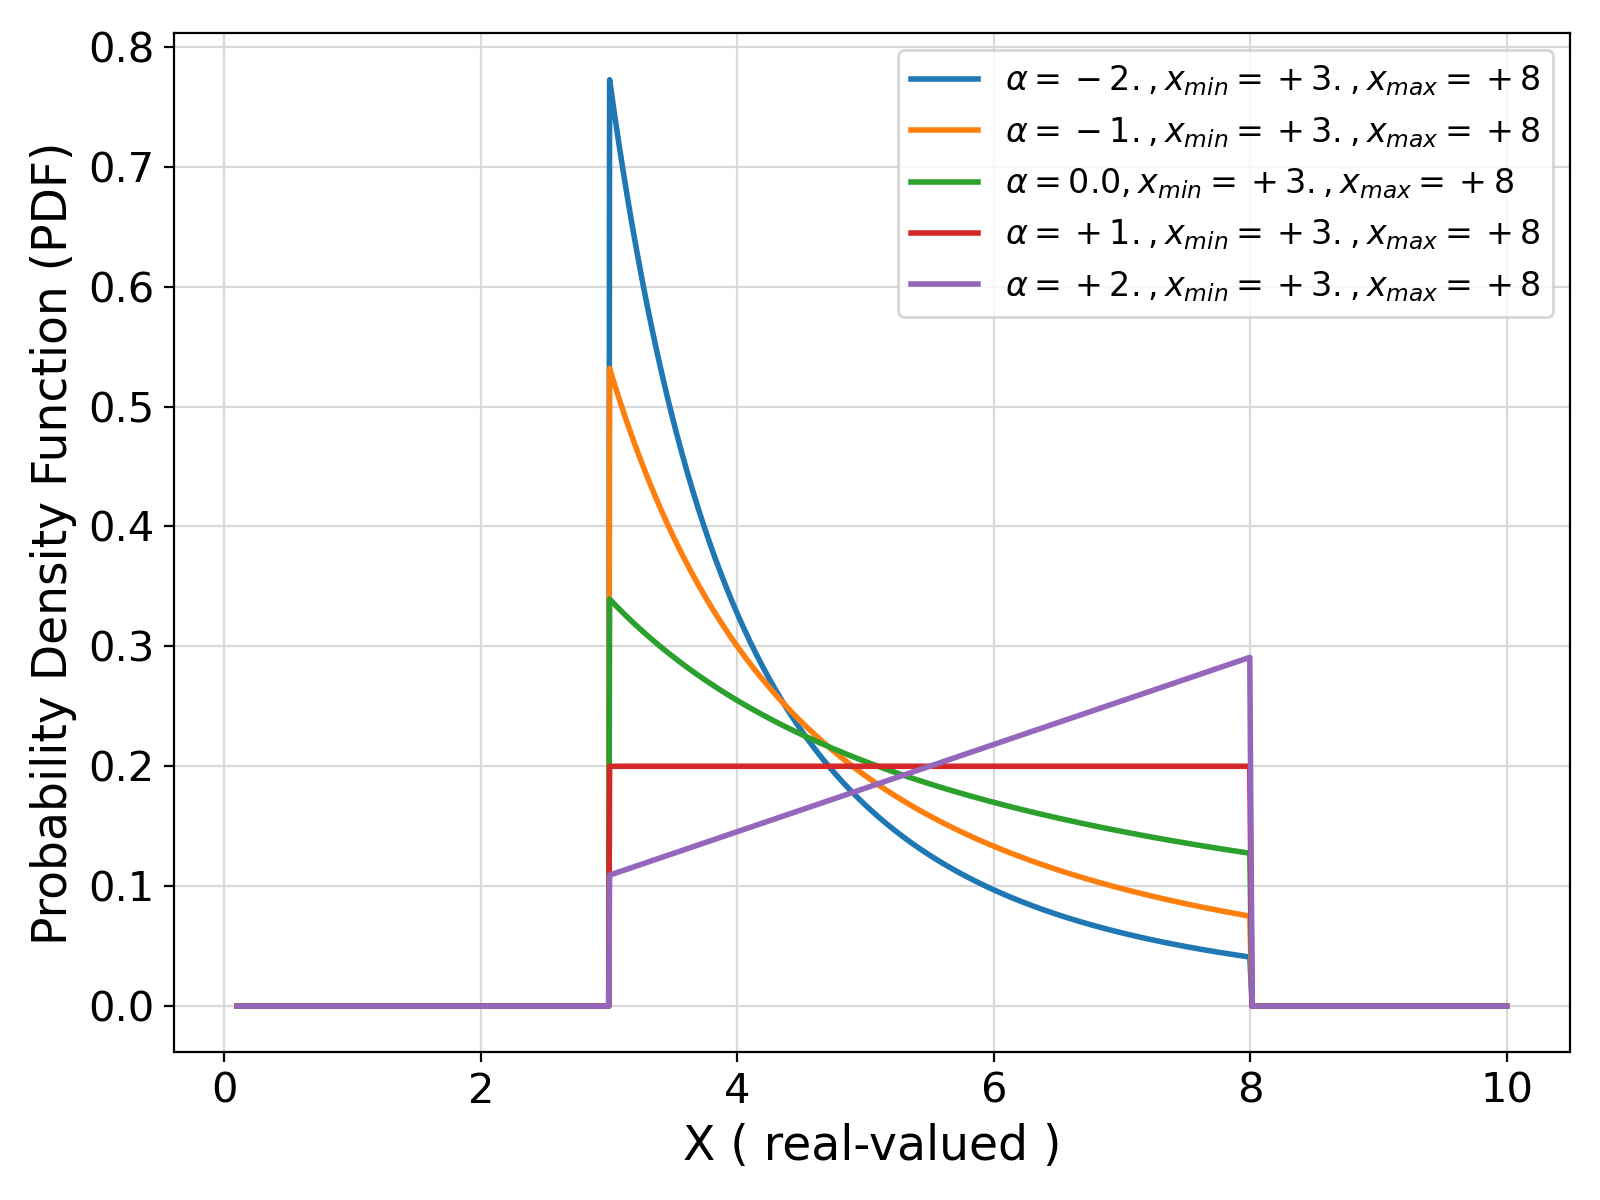 0.8
0.7
0.6
0.5
0.4
0.3
0.2
0.1
0.0
Probability Density Function (PDF)
α = − 2. , x_min = + 3. , x_max = + 8
α = − 1. , x_min = + 3. , x_max = + 8
α = 0.0, x_min = + 3. , x_max = + 8
α = + 1. , x_min = + 3. , x_max = + 8
α = + 2. , x_min = + 3. , x_max = + 8
0 2 4 6 8 10
X ( real-valued )